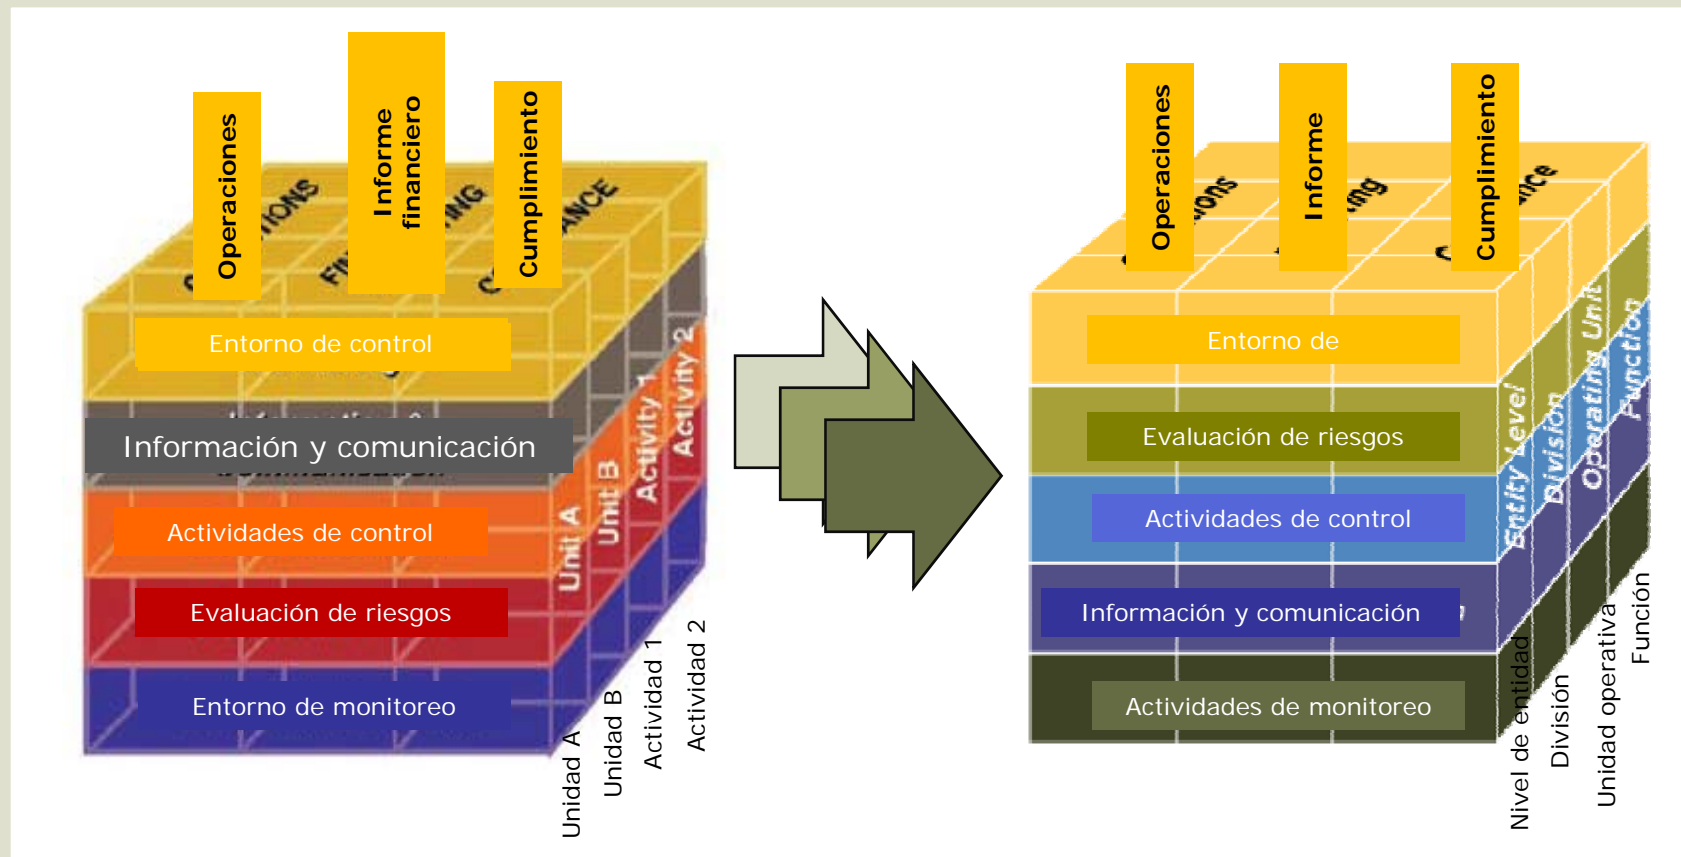 Operaciones
Informe
financiero
Cumplimiento
Entorno de control
Información y comunicación
Actividades de control
Evaluación de riesgos
Entorno de monitoreo
Unit A
Unit B
Activity 1
Activity 2
Unidad A
Unidad B
Actividad 1
Actividad 2
Operaciones
Informe
Cumplimiento
Entorno de
Evaluación de riesgos
Actividades de control
Información y comunicación
Actividades de monitoreo
Entity Level
Division
Operating Unit
Function
Nivel de entidad
División
Unidad operativa
Función